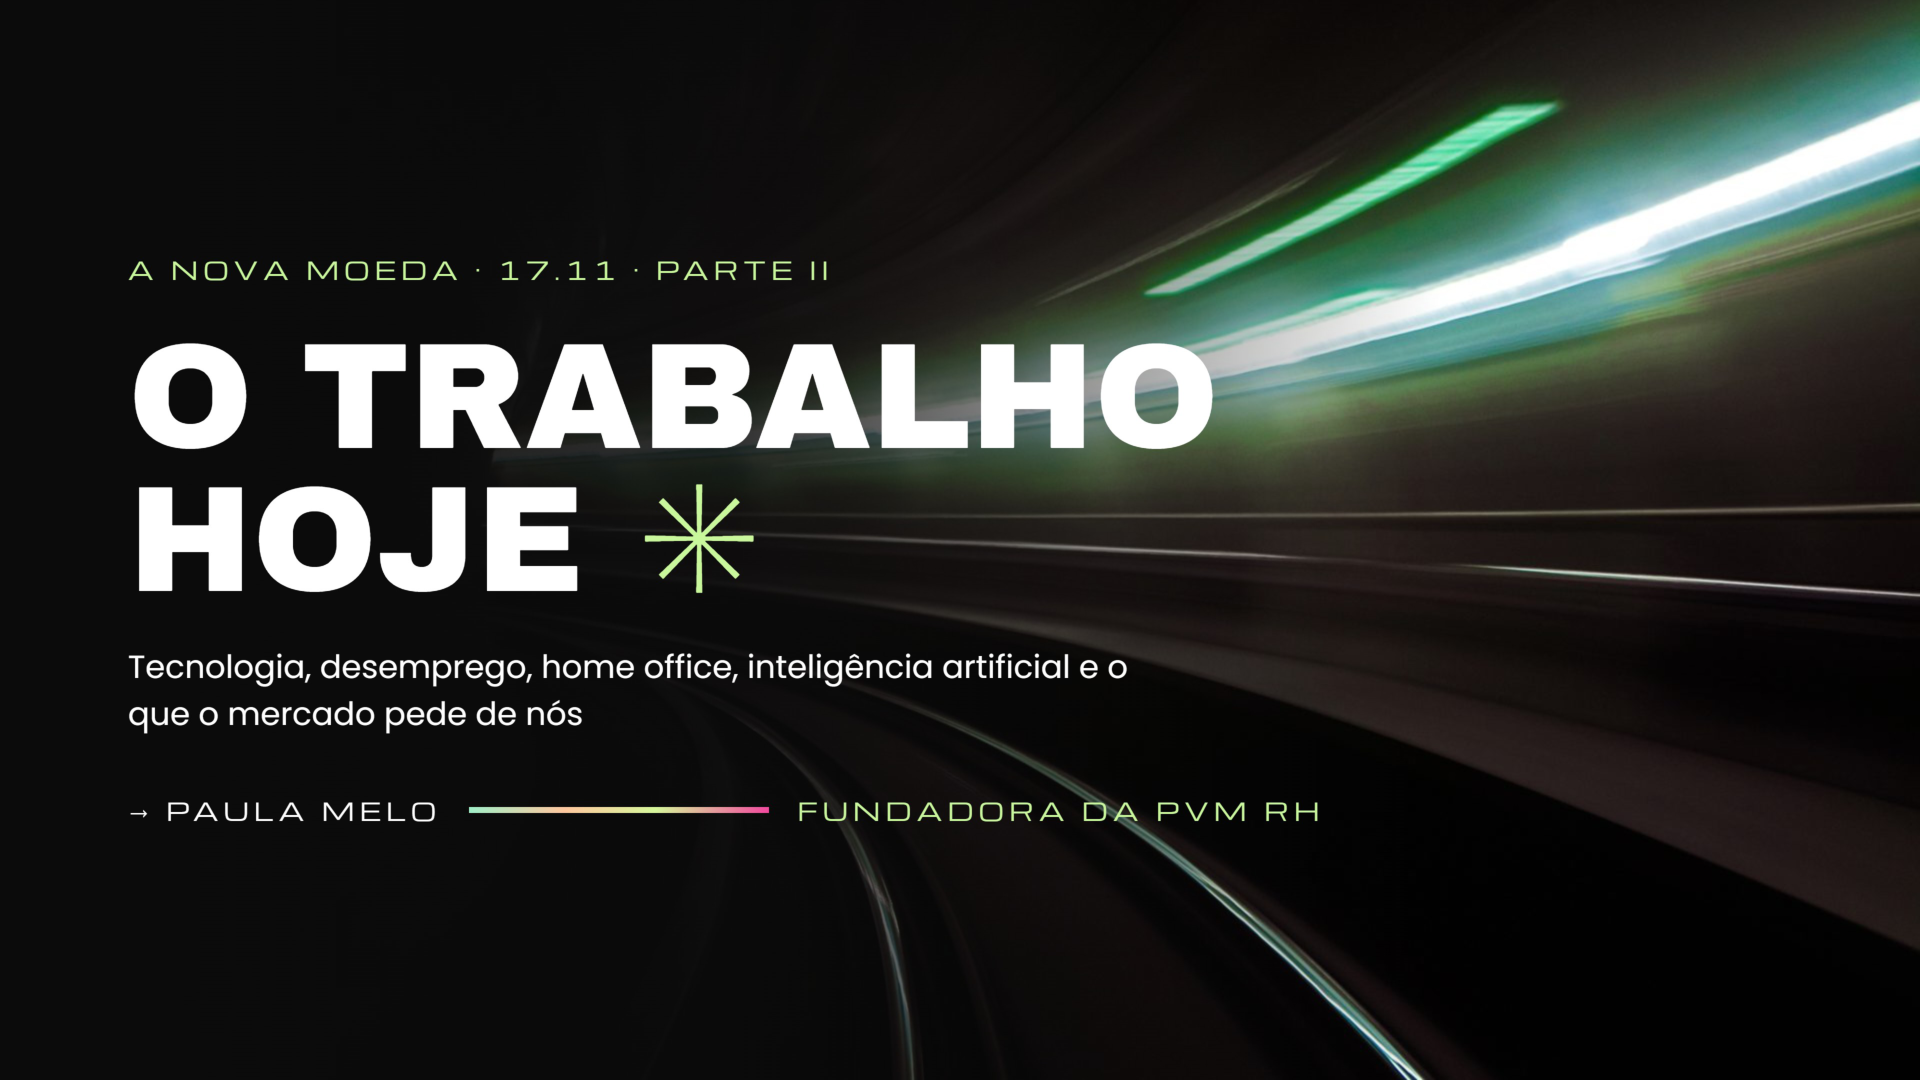 A NOVA MOEDA · 17.11 · PARTE II
O TRABALHO
HOJE
Tecnologia, desemprego, home office, inteligência artificial e o
que o mercado pede de nós
→ PAULA MELO FUNDADORA DA PVM RH